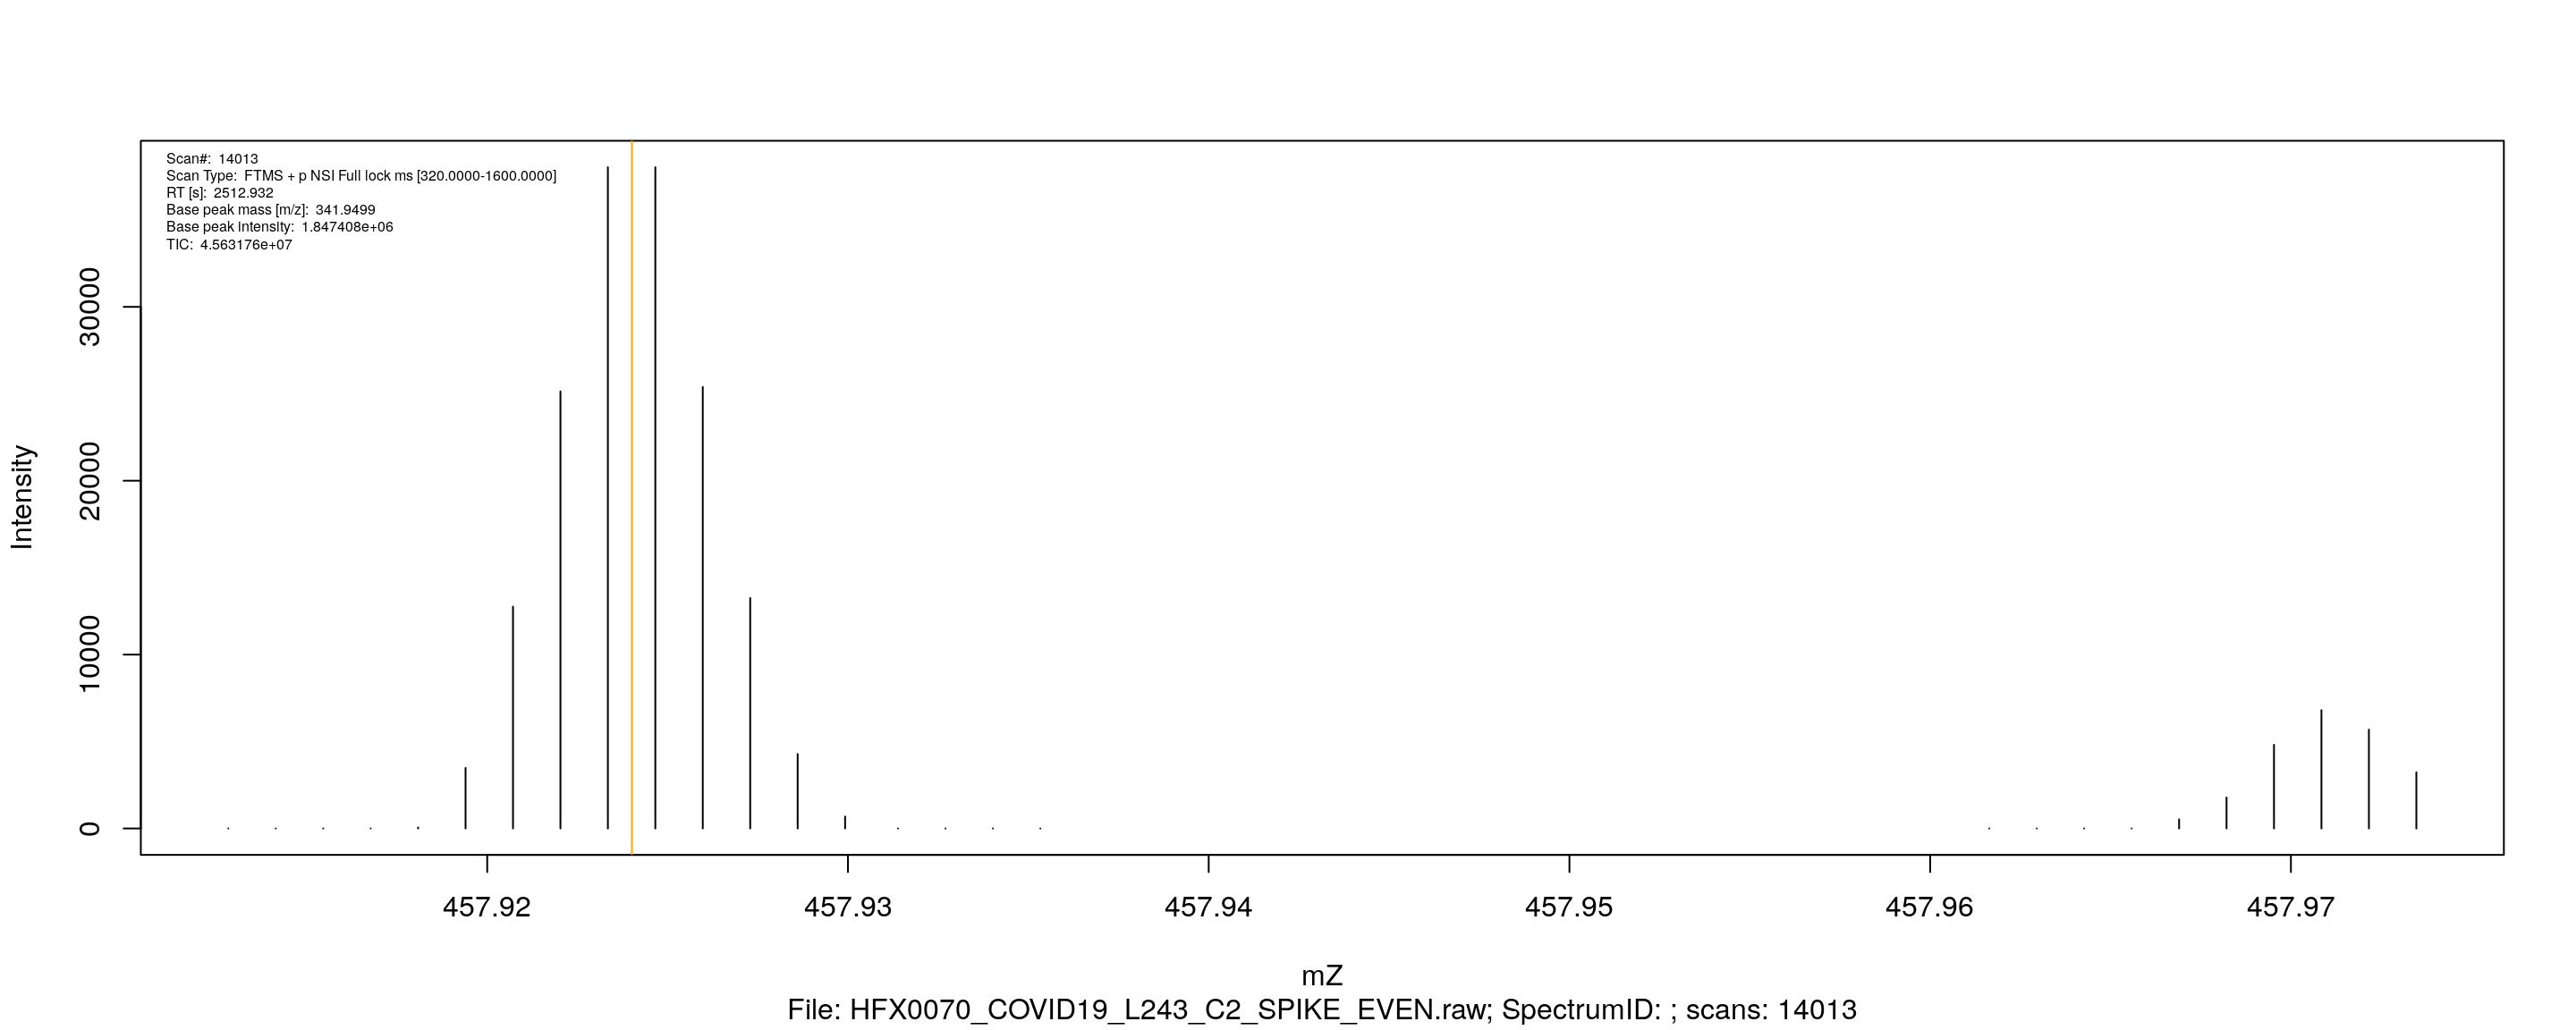 Scan#: 14013
Scan Type: FTMS + p NSI Full lock ms [320.0000-1600.0000]
RT [s]: 2512.932
Base peak mass [m/z]: 341.9499
Base peak intensity: 1.847408e+06
TIC: 4.563176e+07
Intensity
30000
20000
10000
0
457.92 457.93 457.94 457.95 457.96 457.97
mZ
File: HFX0070_COVID19_L243_C2_SPIKE_EVEN.raw; SpectrumID: ; scans: 14013